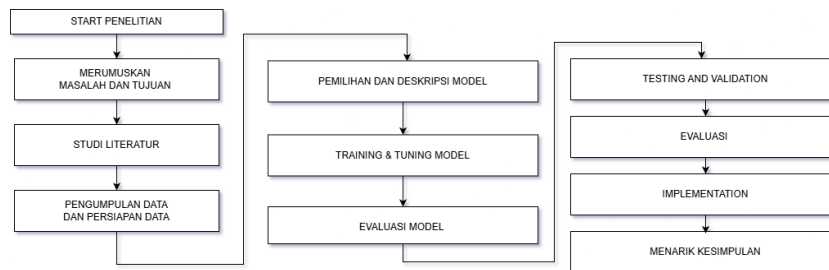 START PENELITIAN
MERUMUSKAN
MASALAH DAN TUJUAN
STUDI LITERATUR
PENGUMPULAN DATA
DAN PERSIAPAN DATA
PEMILIHAN DAN DESKRIPSI MODEL
TRAINING & TUNING MODEL
EVALUASI MODEL
TESTING AND VALIDATION
EVALUASI
IMPLEMENTATION
MENARIK KESIMPULAN